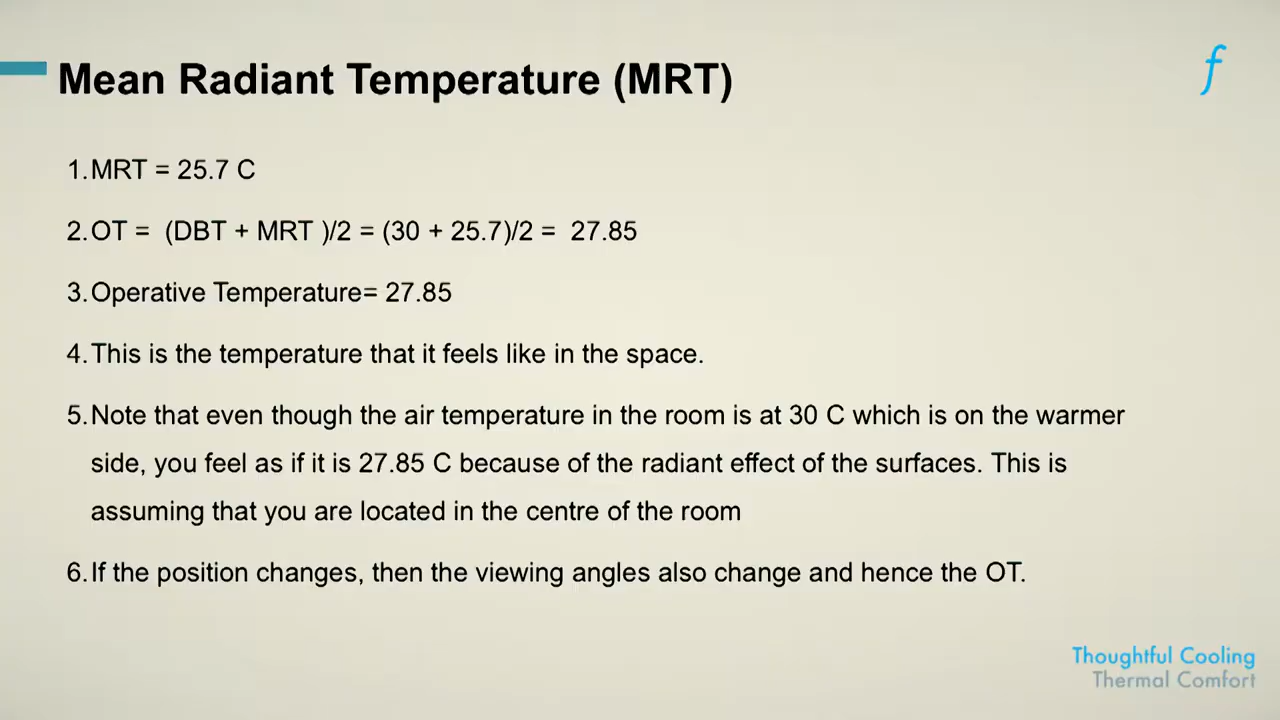 Mean Radiant Temperature (MRT)
f
1. MRT = 25.7 C
2. OT = (DBT + MRT )/2 = (30 + 25.7)/2 = 27.85
3. Operative Temperature= 27.85
4. This is the temperature that it feels like in the space.
5. Note that even though the air temperature in the room is at 30 C which is on the warmer
side, you feel as if it is 27.85 C because of the radiant effect of the surfaces. This is
assuming that you are located in the centre of the room
6. If the position changes, then the viewing angles also change and hence the OT.
Thoughtful Cooling
Thermal Comfort